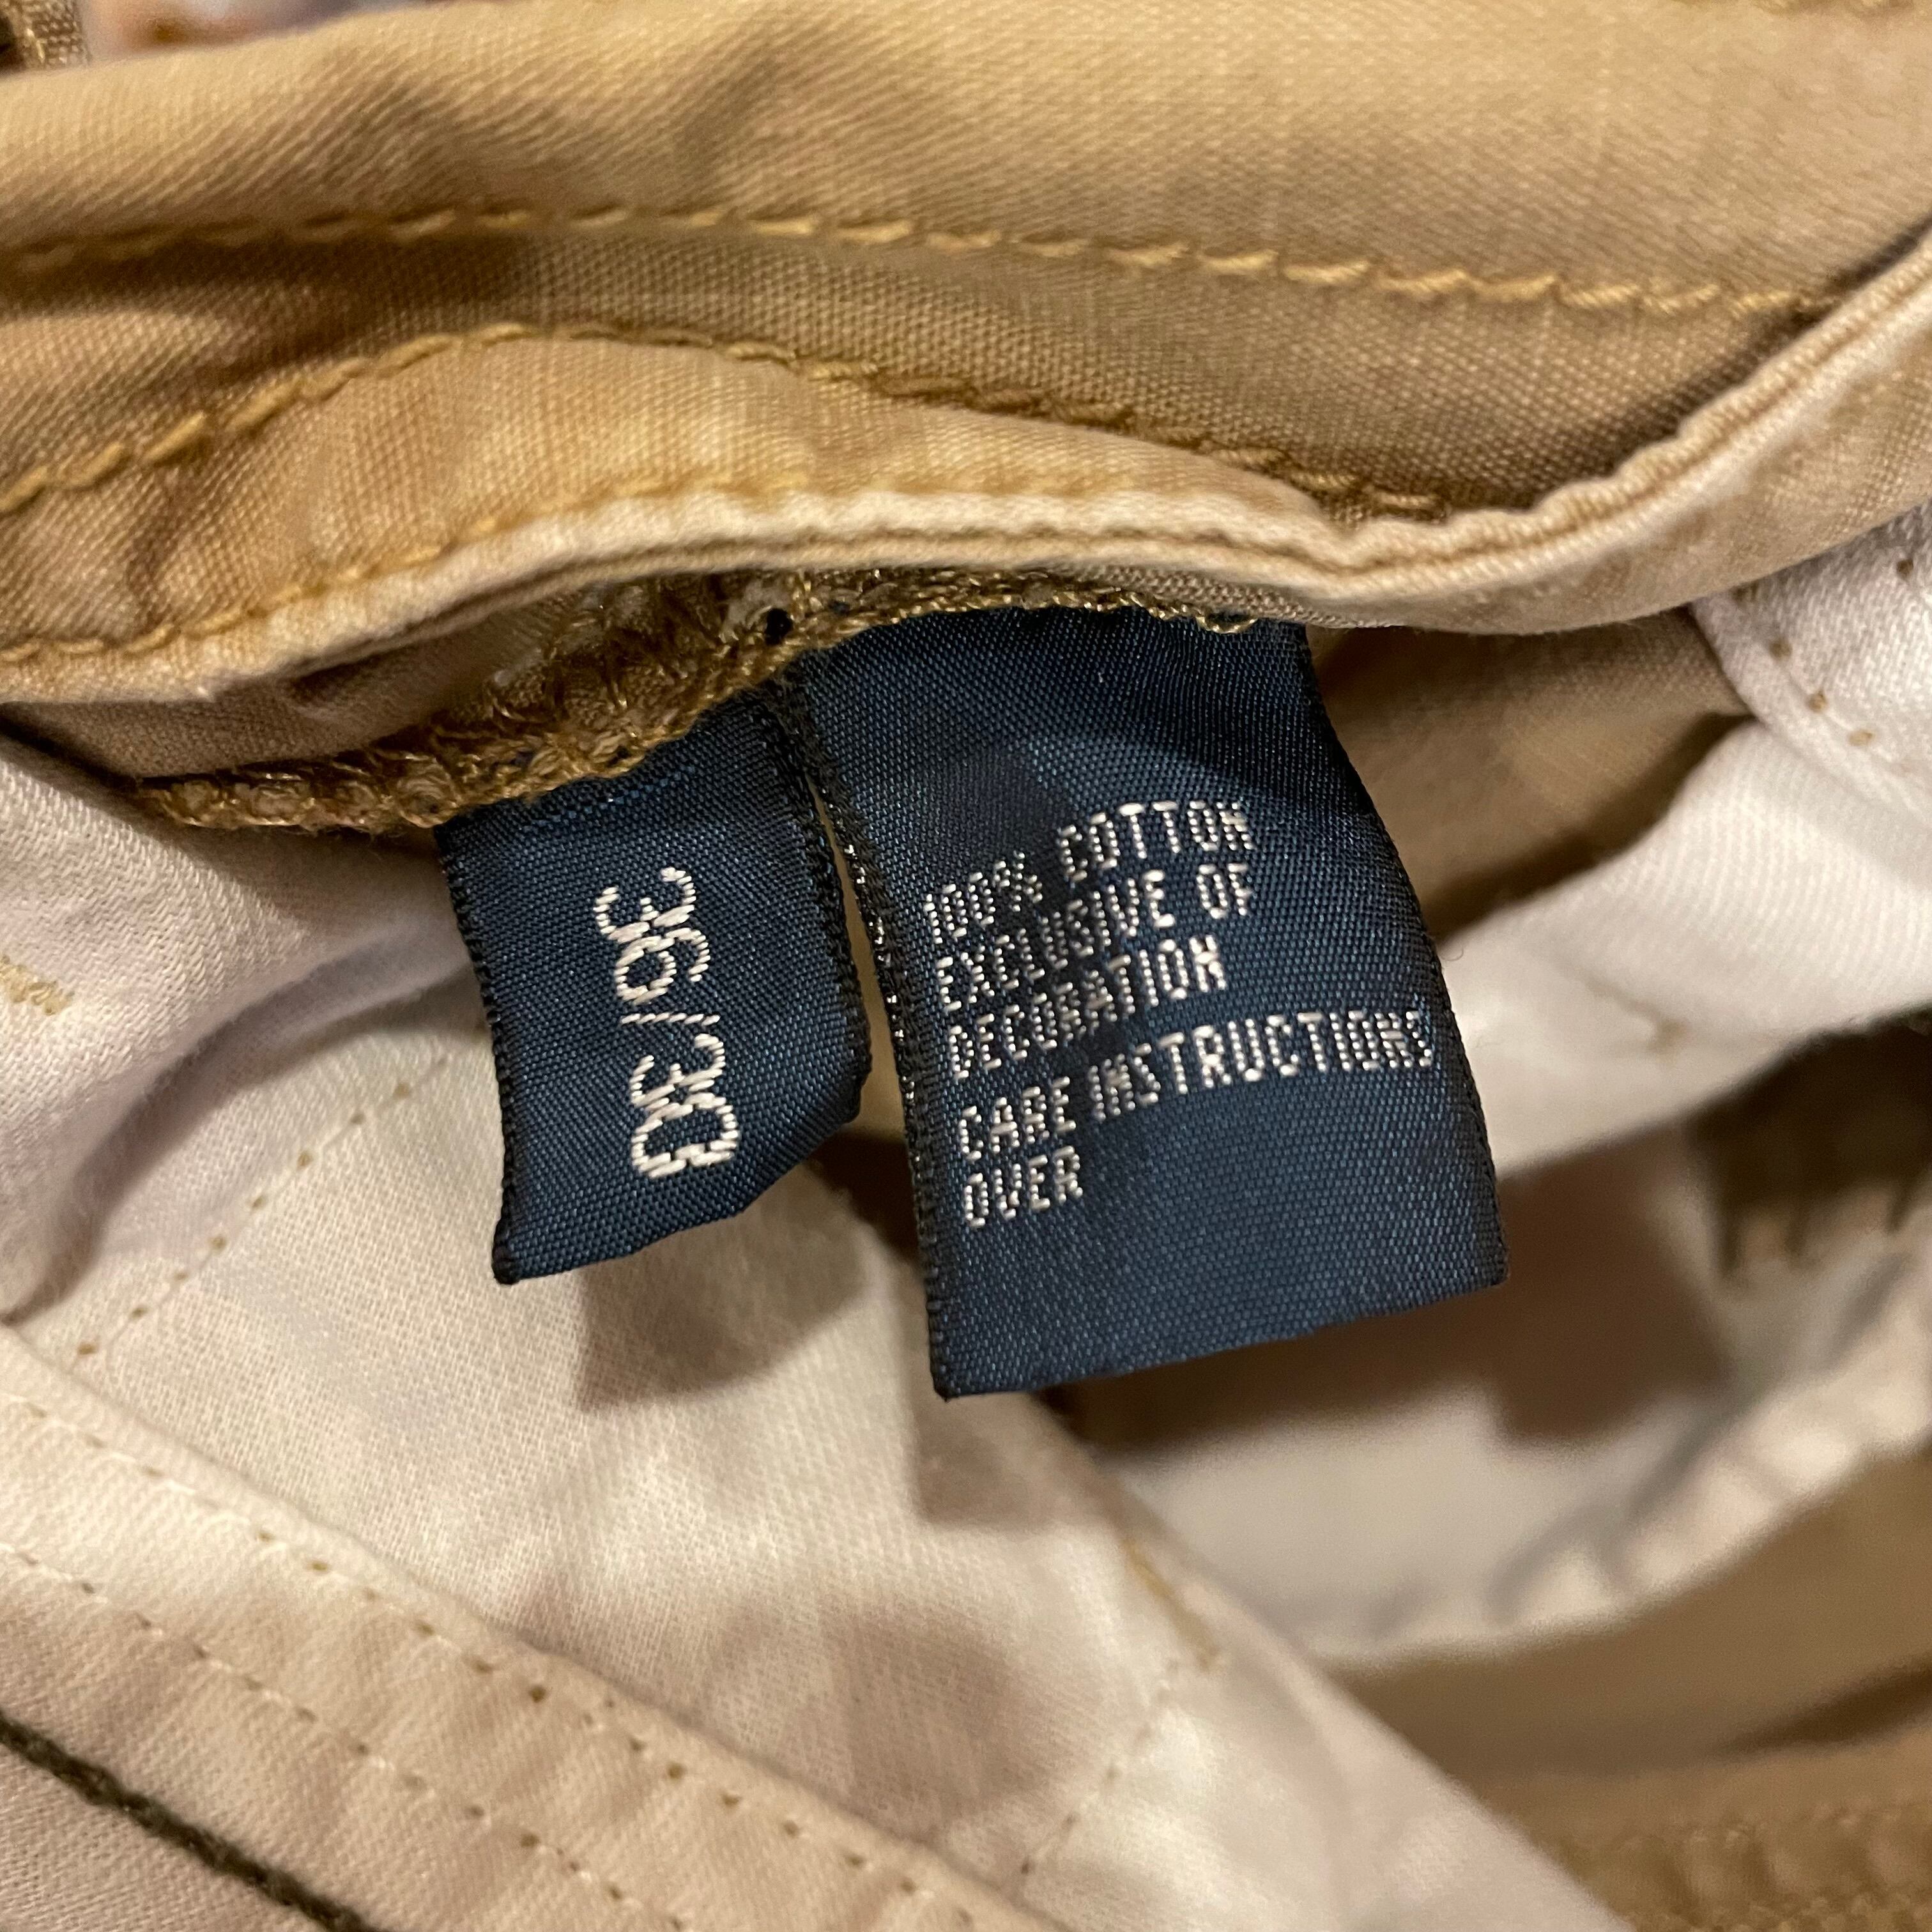 36/30
100% COTTON
EXCLUSIVE OF
DECORATION
CARE INSTRUCTIONS
OVER